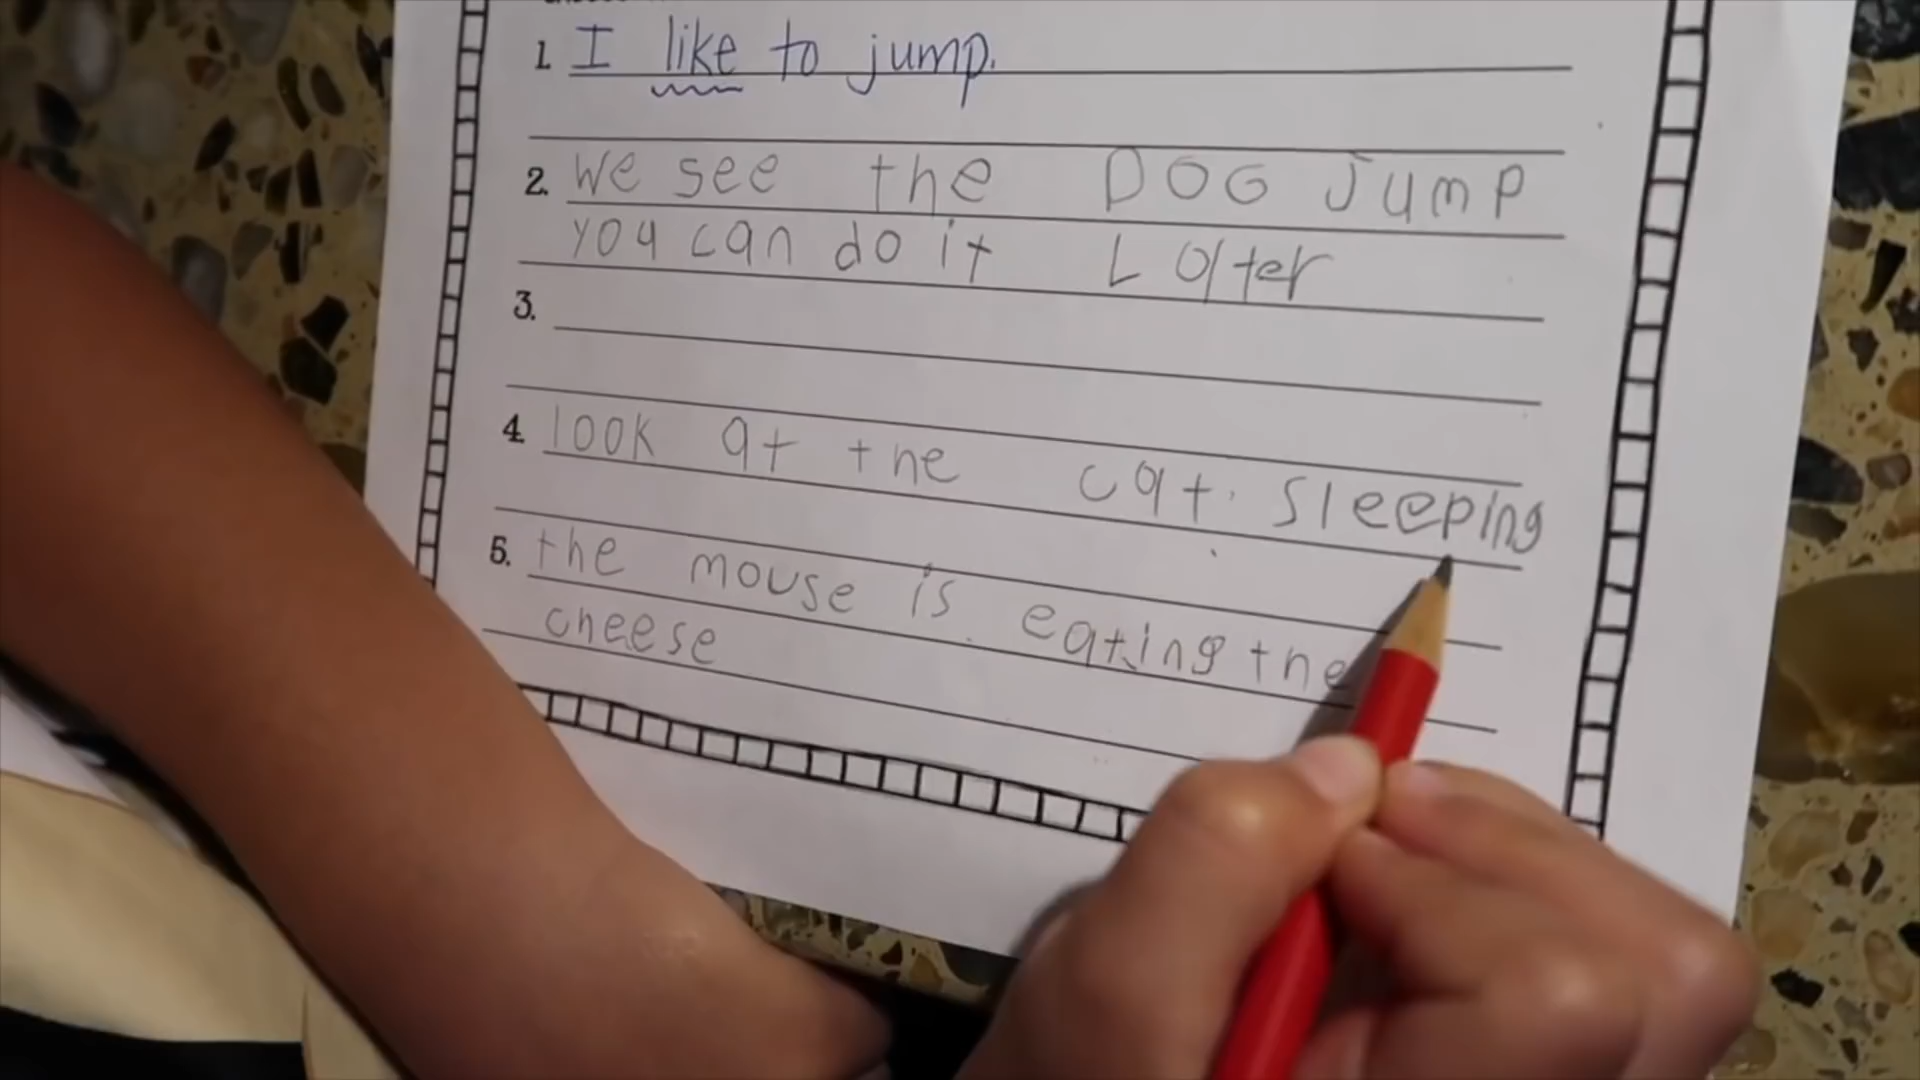 1. I like to jump.
2. We see the DOG Jump
you can do it Later
3.
4. look at the cat sleeping
5. the mouse is eating the
cheese